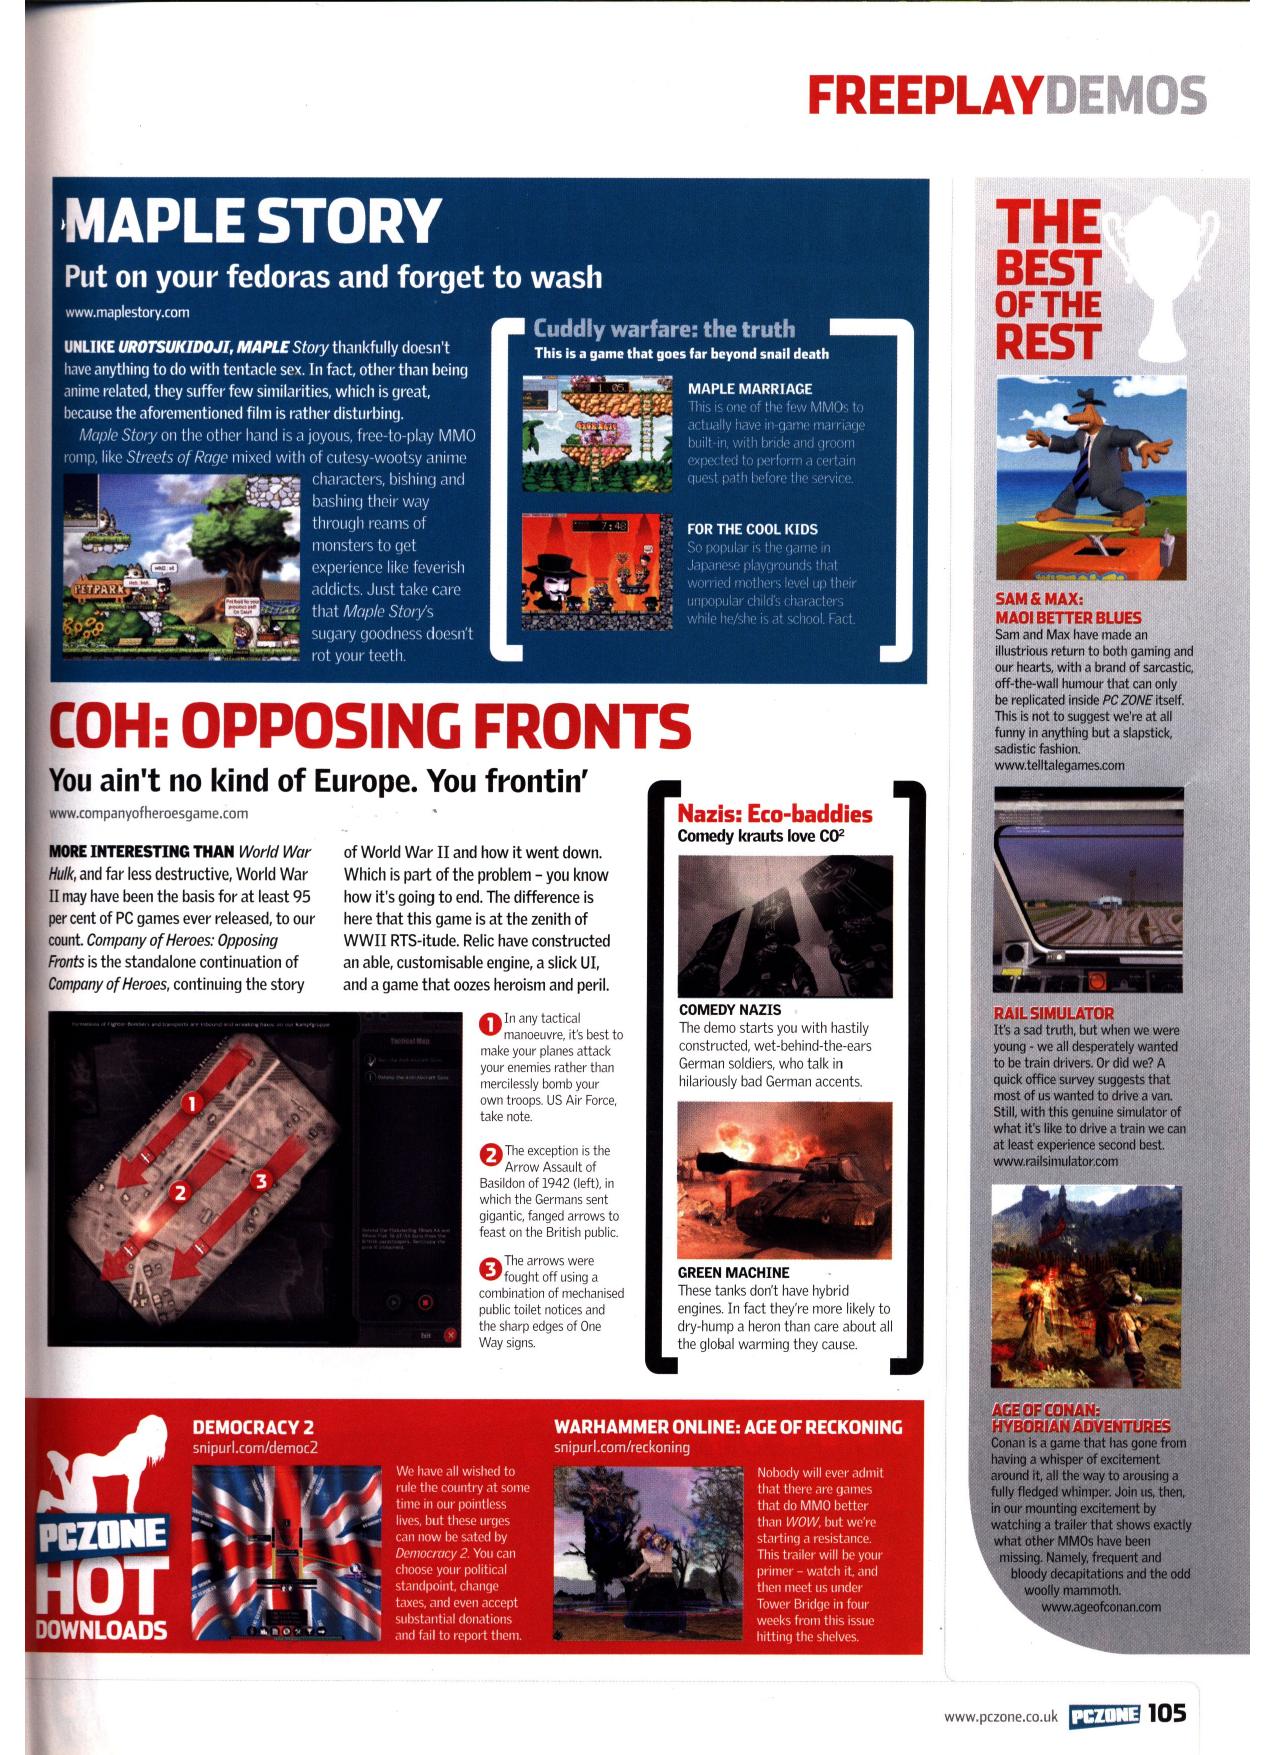 FREEPLAYDEMOS
MAPLE STORY
Put on your fedoras and forget to wash
www.maplestory.com
UNLIKE UROTSUKIDOJI, MAPLE Story thankfully doesn't
have anything to do with tentacle sex. In fact, other than being
anime related, they suffer few similarities, which is great,
because the aforementioned film is rather disturbing.
Maple Story on the other hand is a joyous, free-to-play MMO
romp, like Streets of Rage mixed with of cutesy-wootsy anime
characters, bishing and
bashing their way
through reams of
monsters to get
experience like feverish
addicts. Just take care
that Maple Story's
sugary goodness doesn't
rot your teeth.
PETPARK
Cuddly warfare: the truth
This is a game that goes far beyond snail death
1 05
MAPLE MARRIAGE
This is one of the few MMOs to
actually have in-game marriage
built-in, with bride and groom
expected to perform a certain
quest path before the service.
7:48
FOR THE COOL KIDS
So popular is the game in
Japanese playgrounds that
worried mothers level up their
unpopular child's characters
while he/she is at school. Fact.
COH: OPPOSING FRONTS
You ain't no kind of Europe. You frontin'
www.companyofheroesgame.com
MORE INTERESTING THAN World War
Hulk, and far less destructive, World War
II may have been the basis for at least 95
per cent of PC games ever released, to our
count. Company of Heroes: Opposing
Fronts is the standalone continuation of
Company of Heroes, continuing the story
of World War II and how it went down.
Which is part of the problem – you know
how it's going to end. The difference is
here that this game is at the zenith of
WWII RTS-itude. Relic have constructed
an able, customisable engine, a slick UI,
and a game that oozes heroism and peril.
Formations of Fighter-Bombers and transports are inbound and wreaking havoc on our Kampfgruppe
Tactical Map
1
2
3
Exit
1 In any tactical
manoeuvre, it's best to
make your planes attack
your enemies rather than
mercilessly bomb your
own troops. US Air Force,
take note.
2 The exception is the
Arrow Assault of
Basildon of 1942 (left), in
which the Germans sent
gigantic, fanged arrows to
feast on the British public.
3 The arrows were
fought off using a
combination of mechanised
public toilet notices and
the sharp edges of One
Way signs.
Nazis: Eco-baddies
Comedy krauts love CO²
COMEDY NAZIS
The demo starts you with hastily
constructed, wet-behind-the-ears
German soldiers, who talk in
hilariously bad German accents.
GREEN MACHINE
These tanks don't have hybrid
engines. In fact they're more likely to
dry-hump a heron than care about all
the global warming they cause.
PCZONE
HOT
DOWNLOADS
DEMOCRACY 2
snipurl.com/democ2
We have all wished to
rule the country at some
time in our pointless
lives, but these urges
can now be sated by
Democracy 2. You can
choose your political
standpoint, change
taxes, and even accept
substantial donations
and fail to report them.
WARHAMMER ONLINE: AGE OF RECKONING
snipurl.com/reckoning
Nobody will ever admit
that there are games
that do MMO better
than WOW, but we're
starting a resistance.
This trailer will be your
primer – watch it, and
then meet us under
Tower Bridge in four
weeks from this issue
hitting the shelves.
THE
BEST
OF THE
REST
SAM & MAX:
MAOI BETTER BLUES
Sam and Max have made an
illustrious return to both gaming and
our hearts, with a brand of sarcastic,
off-the-wall humour that can only
be replicated inside PC ZONE itself.
This is not to suggest we're at all
funny in anything but a slapstick,
sadistic fashion.
www.telltalegames.com
RAIL SIMULATOR
It's a sad truth, but when we were
young - we all desperately wanted
to be train drivers. Or did we? A
quick office survey suggests that
most of us wanted to drive a van.
Still, with this genuine simulator of
what it's like to drive a train we can
at least experience second best.
www.railsimulator.com
AGE OF CONAN:
HYBORIAN ADVENTURES
Conan is a game that has gone from
having a whisper of excitement
around it, all the way to arousing a
fully fledged whimper. Join us, then,
in our mounting excitement by
watching a trailer that shows exactly
what other MMOs have been
missing. Namely, frequent and
bloody decapitations and the odd
woolly mammoth.
www.ageofconan.com
www.pczone.co.uk PCZONE 105